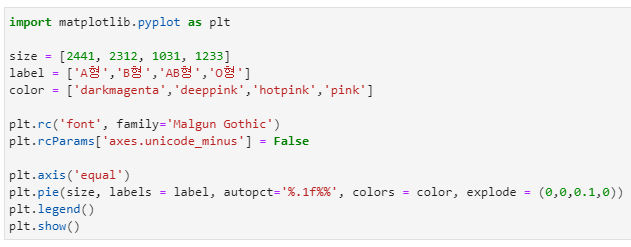 import matplotlib.pyplot as plt
size = [2441, 2312, 1031, 1233]
label = ['A형','B형','AB형','O형']
color = ['darkmagenta','deeppink','hotpink','pink']
plt.rc('font', family='Malgun Gothic')
plt.rcParams['axes.unicode_minus'] = False
plt.axis('equal')
plt.pie(size, labels = label, autopct='%.1f%%', colors = color, explode = (0,0,0.1,0))
plt.legend()
plt.show()